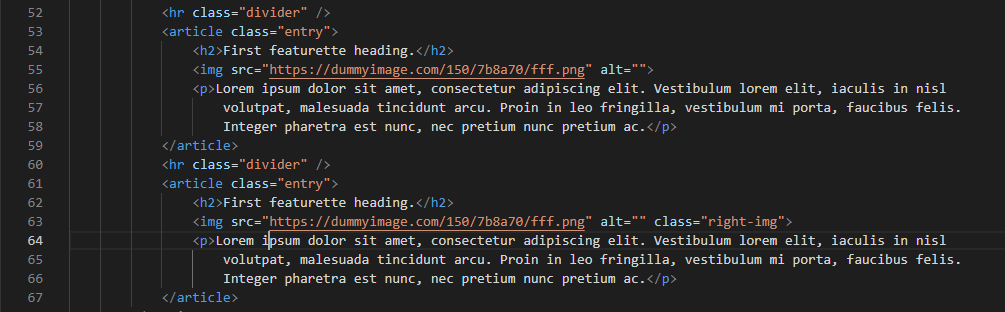 52 <hr class="divider" />
53 <article class="entry">
54 <h2>First featurette heading.</h2>
55 <img src="https://dummyimage.com/150/7b8a70/fff.png" alt="">
56 <p>Lorem ipsum dolor sit amet, consectetur adipiscing elit. Vestibulum lorem elit, iaculis in nisl
57 volutpat, malesuada tincidunt arcu. Proin in leo fringilla, vestibulum mi porta, faucibus felis.
58 Integer pharetra est nunc, nec pretium nunc pretium ac.</p>
59 </article>
60 <hr class="divider" />
61 <article class="entry">
62 <h2>First featurette heading.</h2>
63 <img src="https://dummyimage.com/150/7b8a70/fff.png" alt="" class="right-img">
64 <p>Lorem ipsum dolor sit amet, consectetur adipiscing elit. Vestibulum lorem elit, iaculis in nisl
65 volutpat, malesuada tincidunt arcu. Proin in leo fringilla, vestibulum mi porta, faucibus felis.
66 Integer pharetra est nunc, nec pretium nunc pretium ac.</p>
67 </article>